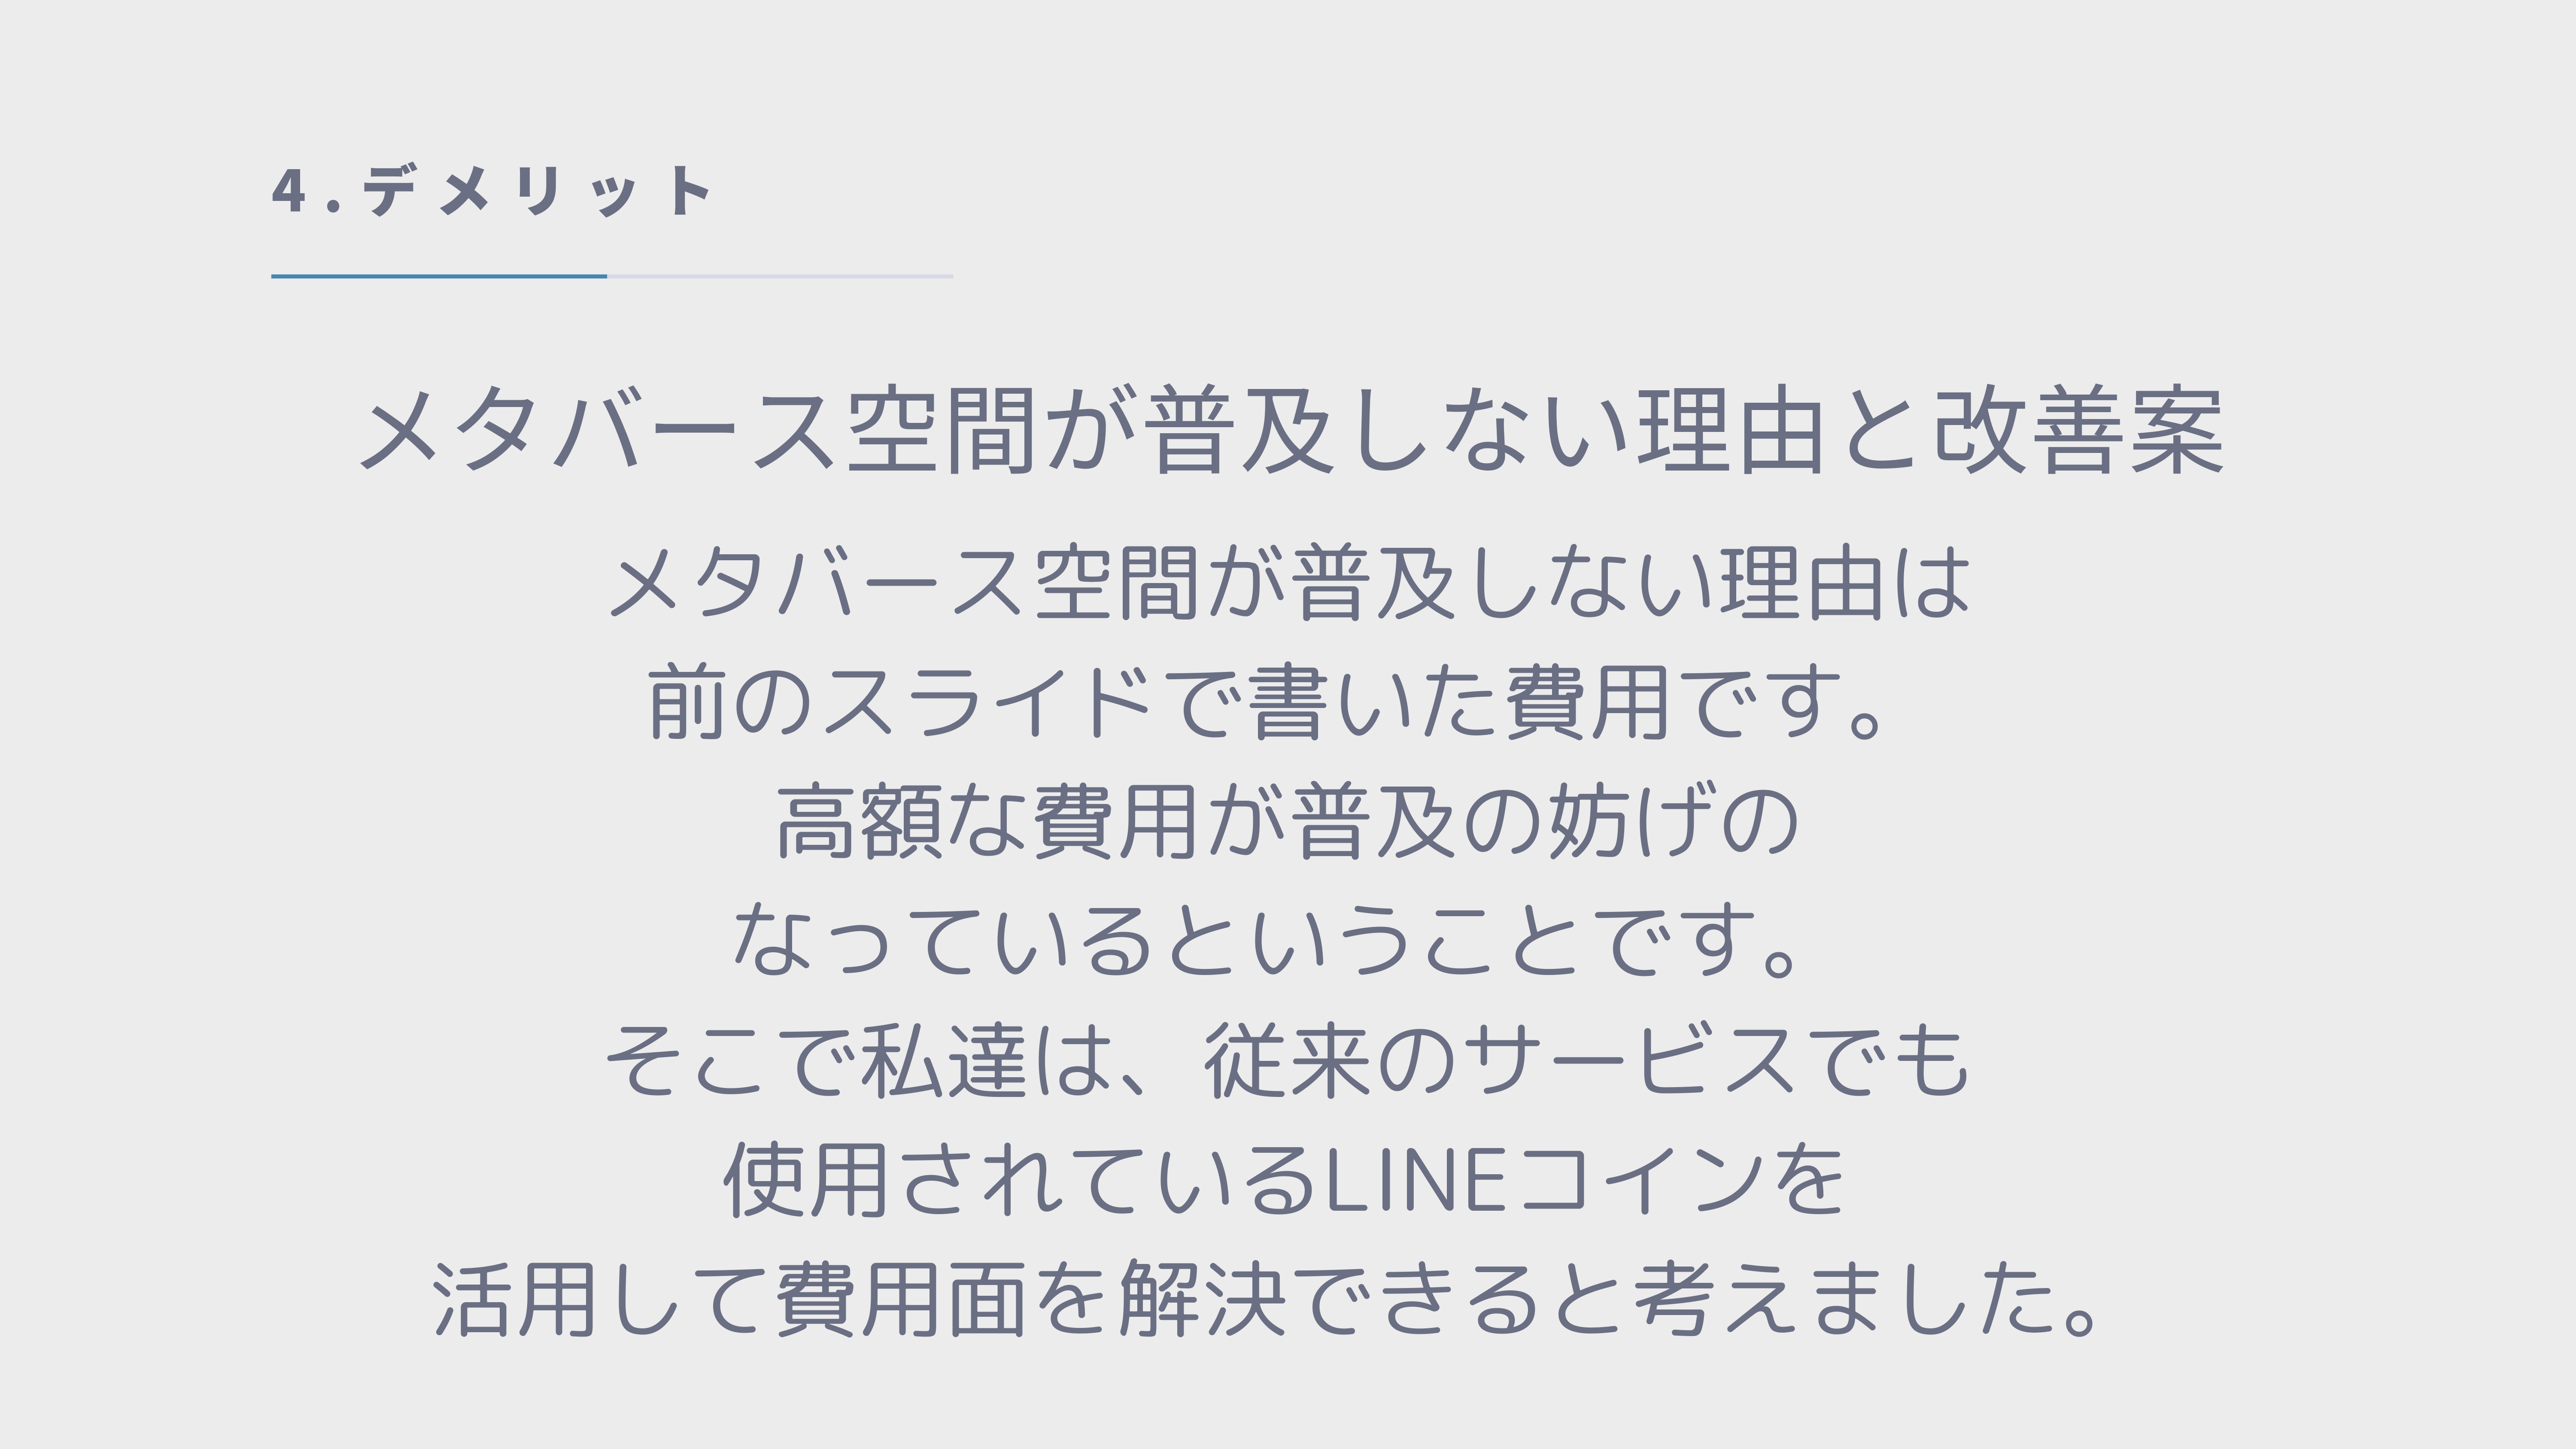 4.デメリット
メタバース空間が普及しない理由と改善案
メタバース空間が普及しない理由は
前のスライドで書いた費用です。
高額な費用が普及の妨げの
なっているということです。
そこで私達は、従来のサービスでも
使用されているLINEコインを
活用して費用面を解決できると考えました。